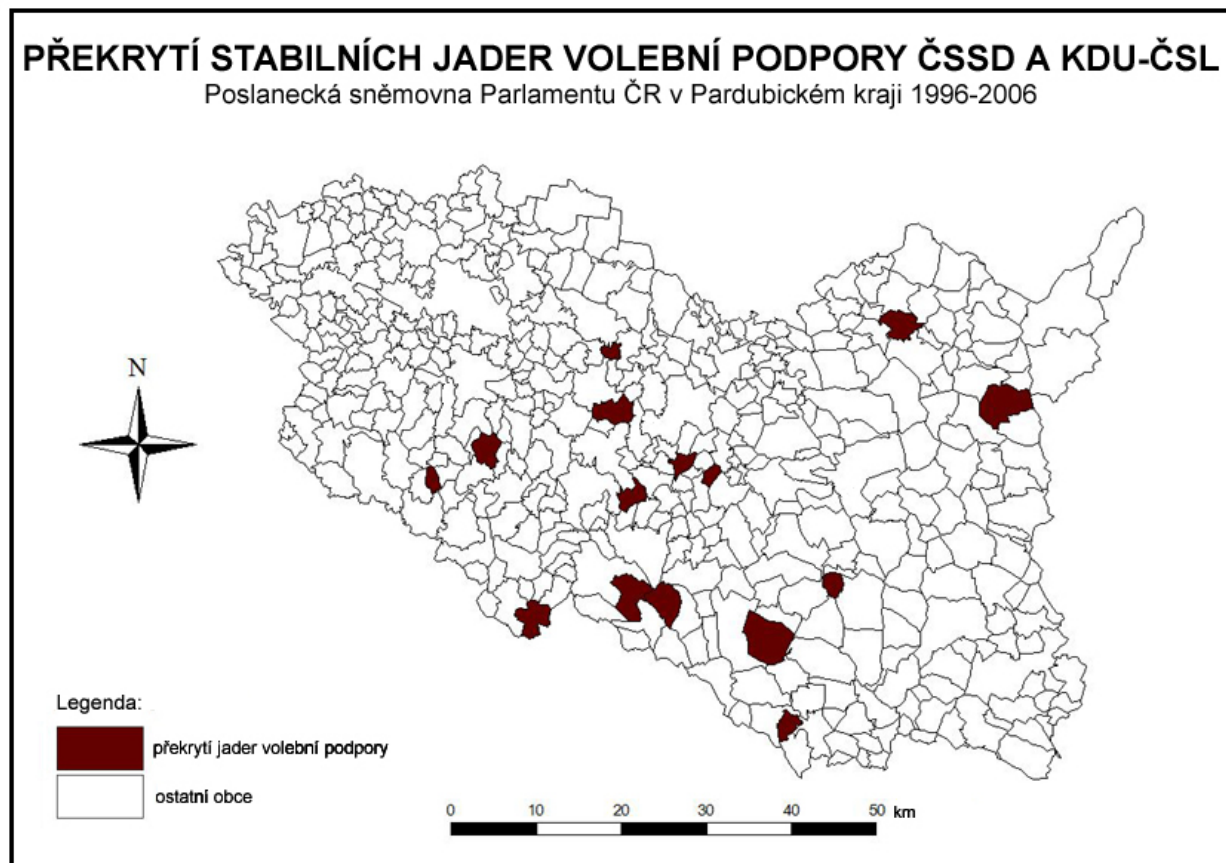 PŘEKRYTÍ STABILNÍCH JADER VOLEBNÍ PODPORY ČSSD A KDU-ČSL
Poslanecká sněmovna Parlamentu ČR v Pardubickém kraji 1996-2006
N
Legenda:
překrytí jader volební podpory
ostatní obce
0 10 20 30 40 50 km